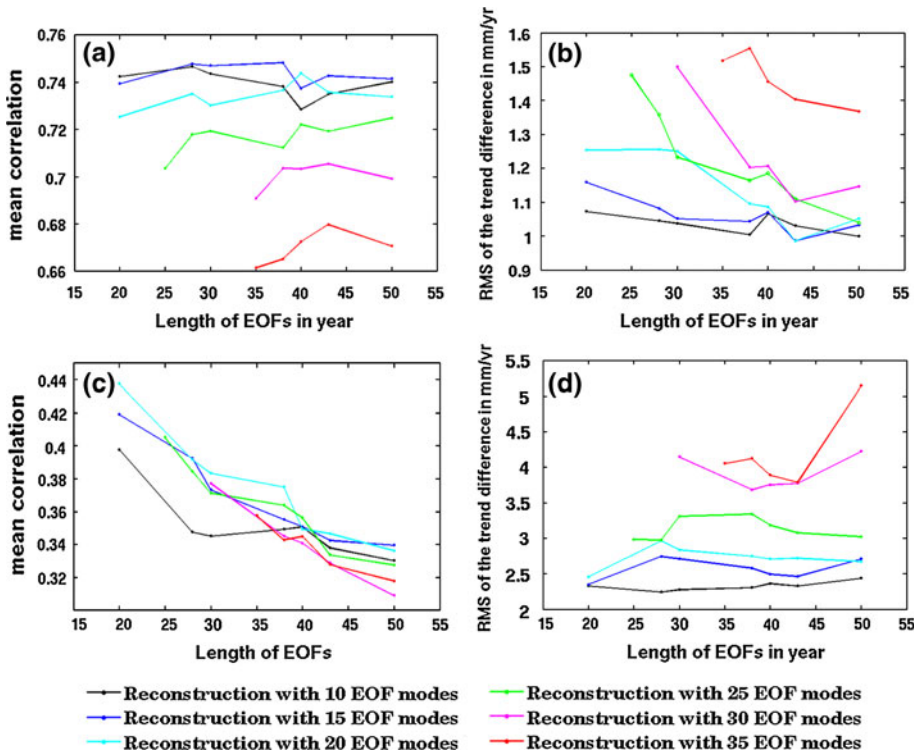 (a)
0.76
0.74
0.72
0.7
0.68
0.66
mean correlation
15 20 25 30 35 40 45 50 55
Length of EOFs in year
(b)
1.6
1.5
1.4
1.3
1.2
1.1
1
0.9
RMS of the trend difference in mm/yr
15 20 25 30 35 40 45 50 55
Length of EOFs in year
(c)
0.44
0.42
0.4
0.38
0.36
0.34
0.32
mean correlation
15 20 25 30 35 40 45 50 55
Length of EOFs
(d)
5.5
5
4.5
4
3.5
3
2.5
2
RMS of the trend difference in mm/yr
15 20 25 30 35 40 45 50 55
Length of EOFs in year
Reconstruction with 10 EOF modes
Reconstruction with 15 EOF modes
Reconstruction with 20 EOF modes
Reconstruction with 25 EOF modes
Reconstruction with 30 EOF modes
Reconstruction with 35 EOF modes